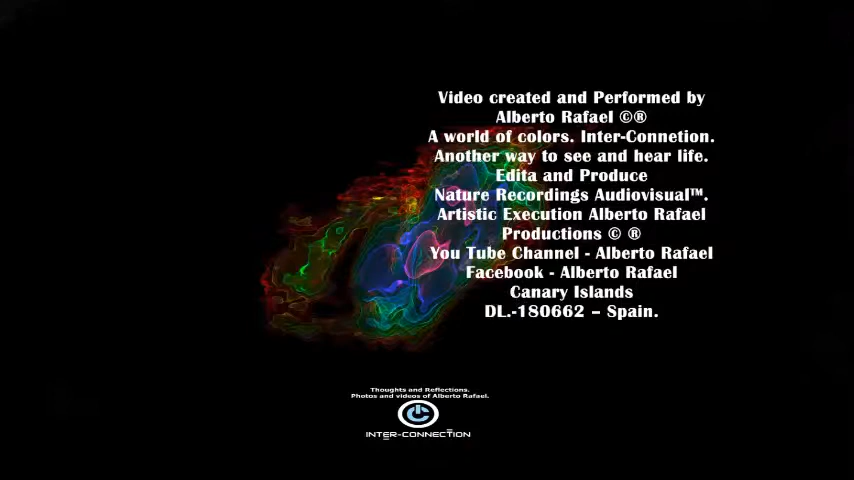 Video created and Performed by
Alberto Rafael ©®
A world of colors. Inter-Connetion.
Another way to see and hear life.
Edita and Produce
Nature Recordings Audiovisual™.
Artistic Execution Alberto Rafael
Productions © ®
You Tube Channel - Alberto Rafael
Facebook - Alberto Rafael
Canary Islands
DL.-180662 – Spain.
Thoughts and Reflections.
Photos and videos of Alberto Rafael.
INTER-CONNECTION